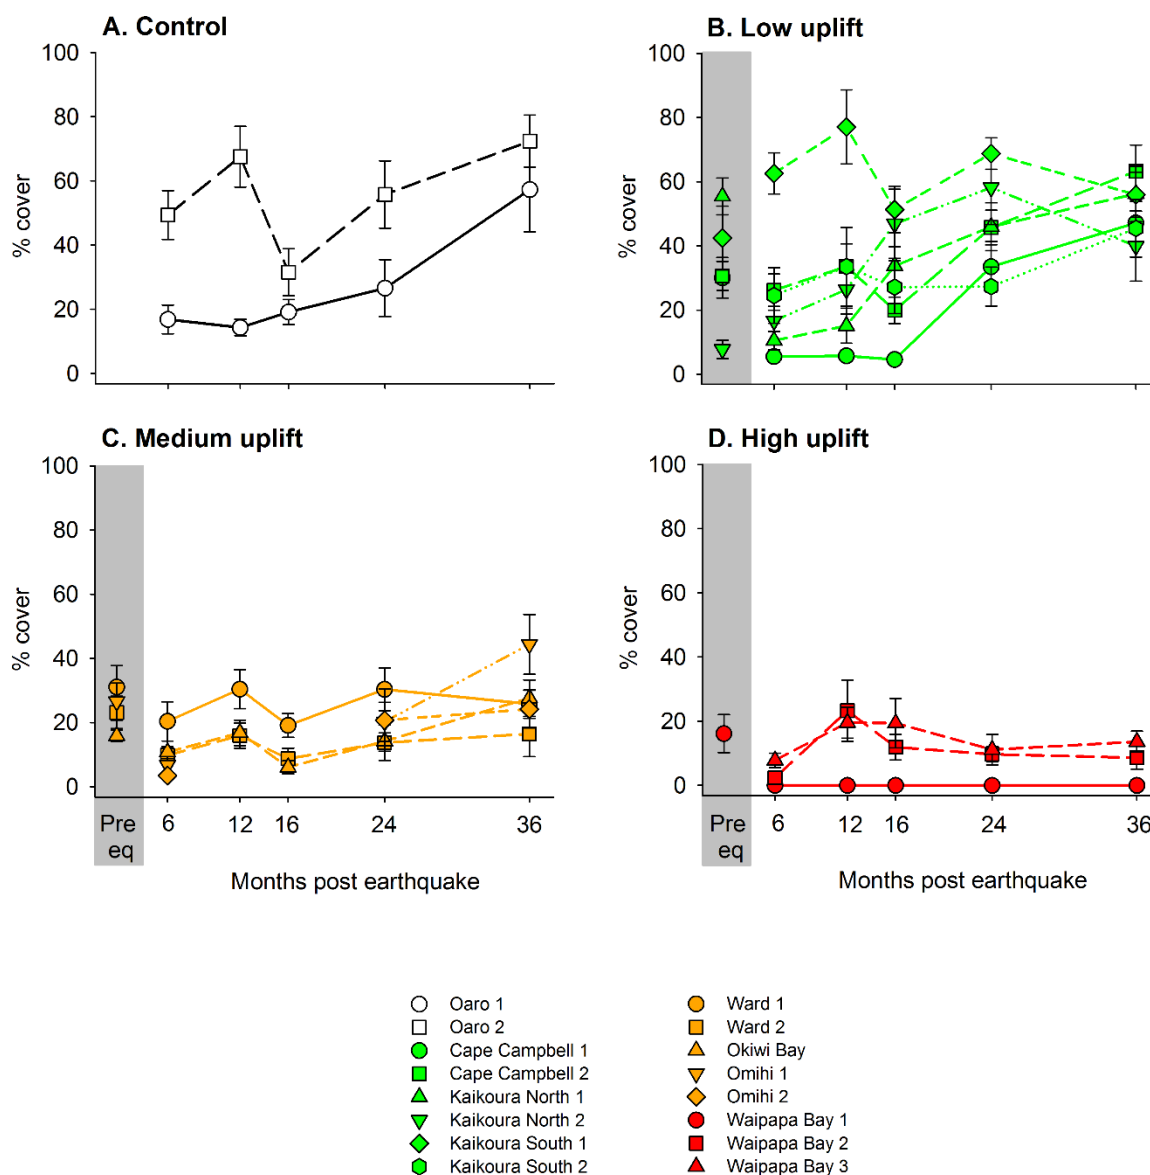 A. Control
B. Low uplift
100
80
60
40
20
0
% cover
100
80
60
40
20
0
% cover
C. Medium uplift
D. High uplift
100
80
60
40
20
0
% cover
Pre
eq
6
12
16
24
36
Months post earthquake
100
80
60
40
20
0
% cover
Pre
eq
6
12
16
24
36
Months post earthquake
Oaro 1
Oaro 2
Cape Campbell 1
Cape Campbell 2
Kaikoura North 1
Kaikoura North 2
Kaikoura South 1
Kaikoura South 2
Ward 1
Ward 2
Okiwi Bay
Omihi 1
Omihi 2
Waipapa Bay 1
Waipapa Bay 2
Waipapa Bay 3